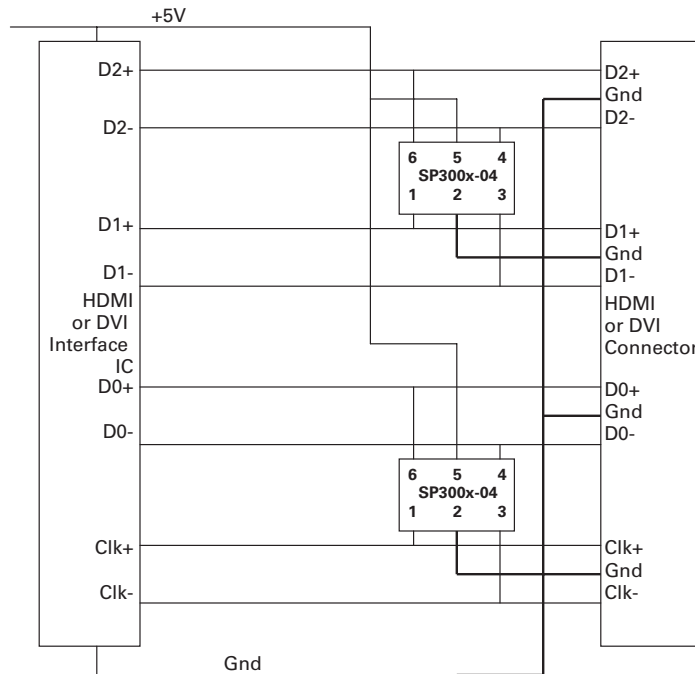 +5V
D2+
D2-
D1+
D1-
HDMI
or DVI
Interface
IC
D0+
D0-
Clk+
Clk-
6 5 4
SP300x-04
1 2 3
6 5 4
SP300x-04
1 2 3
D2+
Gnd
D2-
D1+
Gnd
D1-
HDMI
or DVI
Connector
D0+
Gnd
D0-
Clk+
Gnd
Clk-
Gnd